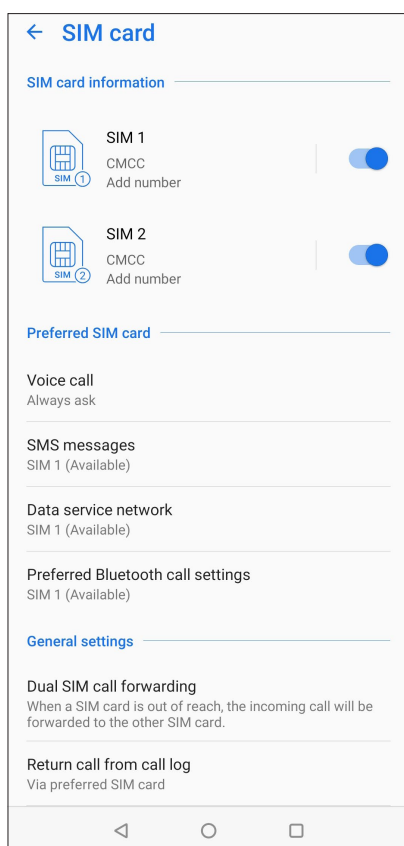 SIM card
SIM card information
SIM 1
CMCC
Add number
SIM 1
SIM 2
CMCC
Add number
SIM 2
Preferred SIM card
Voice call
Always ask
SMS messages
SIM 1 (Available)
Data service network
SIM 1 (Available)
Preferred Bluetooth call settings
SIM 1 (Available)
General settings
Dual SIM call forwarding
When a SIM card is out of reach, the incoming call will be
forwarded to the other SIM card.
Return call from call log
Via preferred SIM card